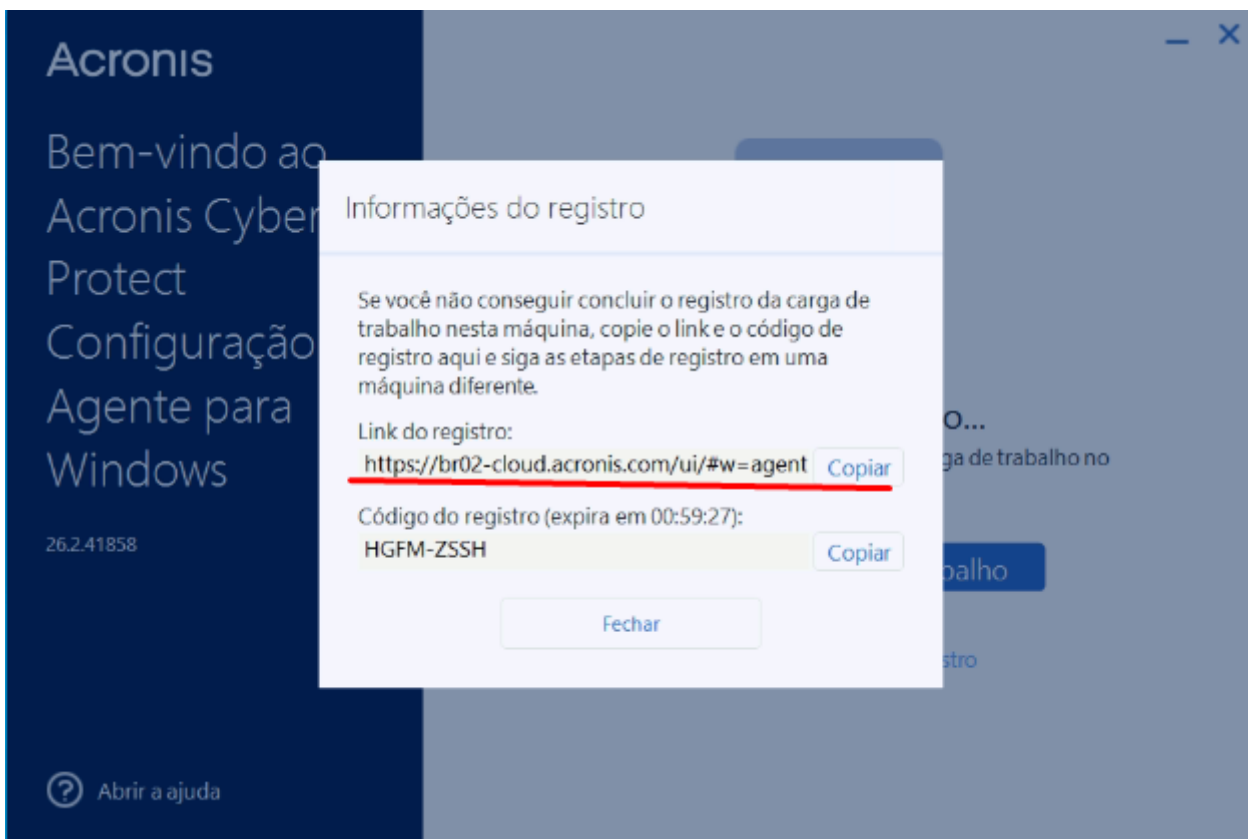 Acronis
Bem-vindo ao
Acronis Cyber
Protect
Configuração
Agente para
Windows
26.2.41858
Abrir a ajuda
Informações do registro
Se você não conseguir concluir o registro da carga de
trabalho nesta máquina, copie o link e o código de
registro aqui e siga as etapas de registro em uma
máquina diferente.
Link do registro:
https://br02-cloud.acronis.com/ui/#w=agent Copiar
Código do registro (expira em 00:59:27):
HGFM-ZSSH Copiar
Fechar
o...
ga de trabalho no
balho
stro